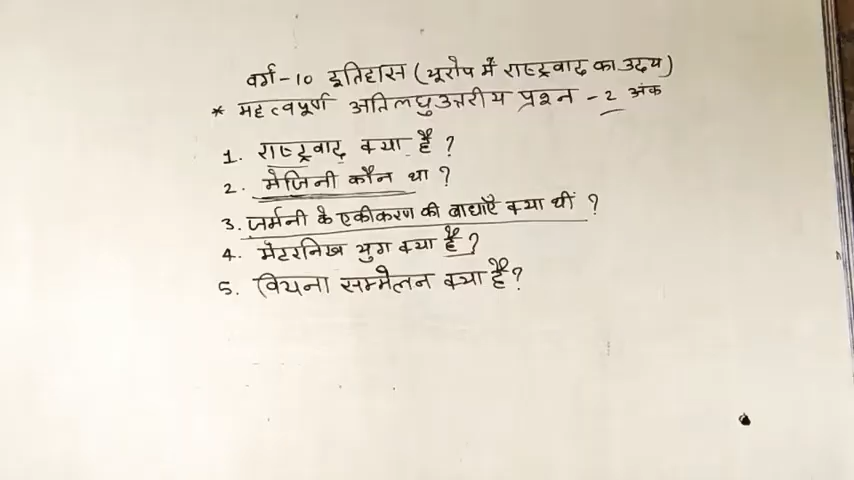 वर्ग-10 इतिहास (यूरोप में राष्ट्रवाद का उदय)
* महत्वपूर्ण अतिलघुउत्तरीय प्रश्न - 2 अंक
1. राष्ट्रवाद क्या है ?
2. मेजिनी कौन था ?
3. जर्मनी के एकीकरण की बाधाएँ क्या थीं ?
4. मेटरनिख युग क्या है ?
5. वियना सम्मेलन क्या है ?